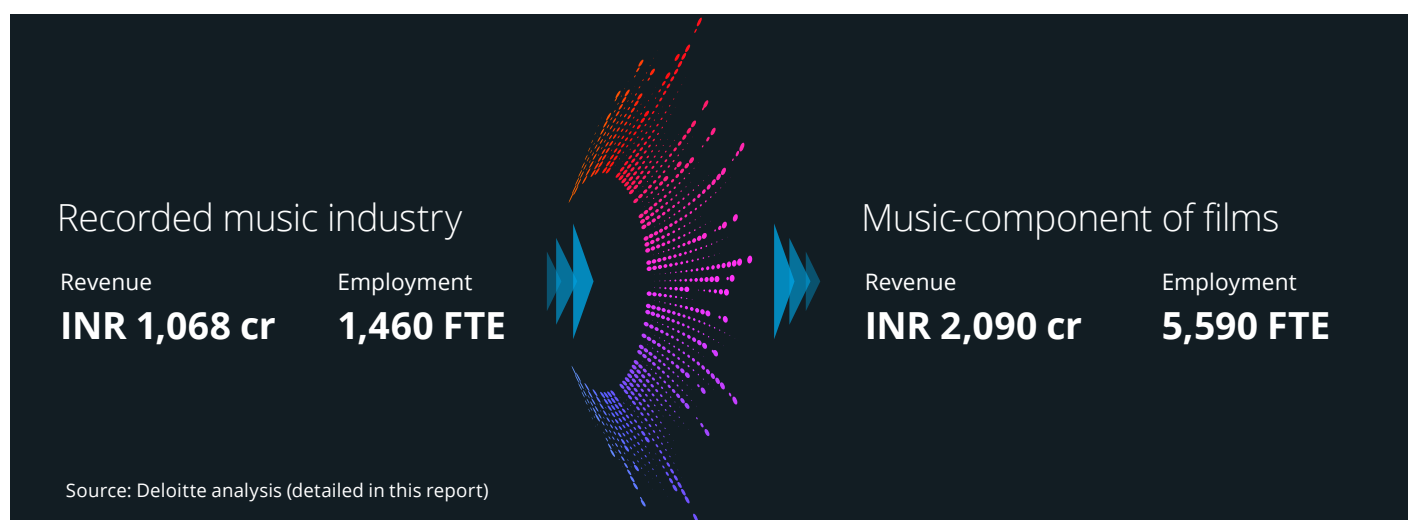 Recorded music industry
Revenue
INR 1,068 cr
Employment
1,460 FTE
Music-component of films
Revenue
INR 2,090 cr
Employment
5,590 FTE
Source: Deloitte analysis (detailed in this report)